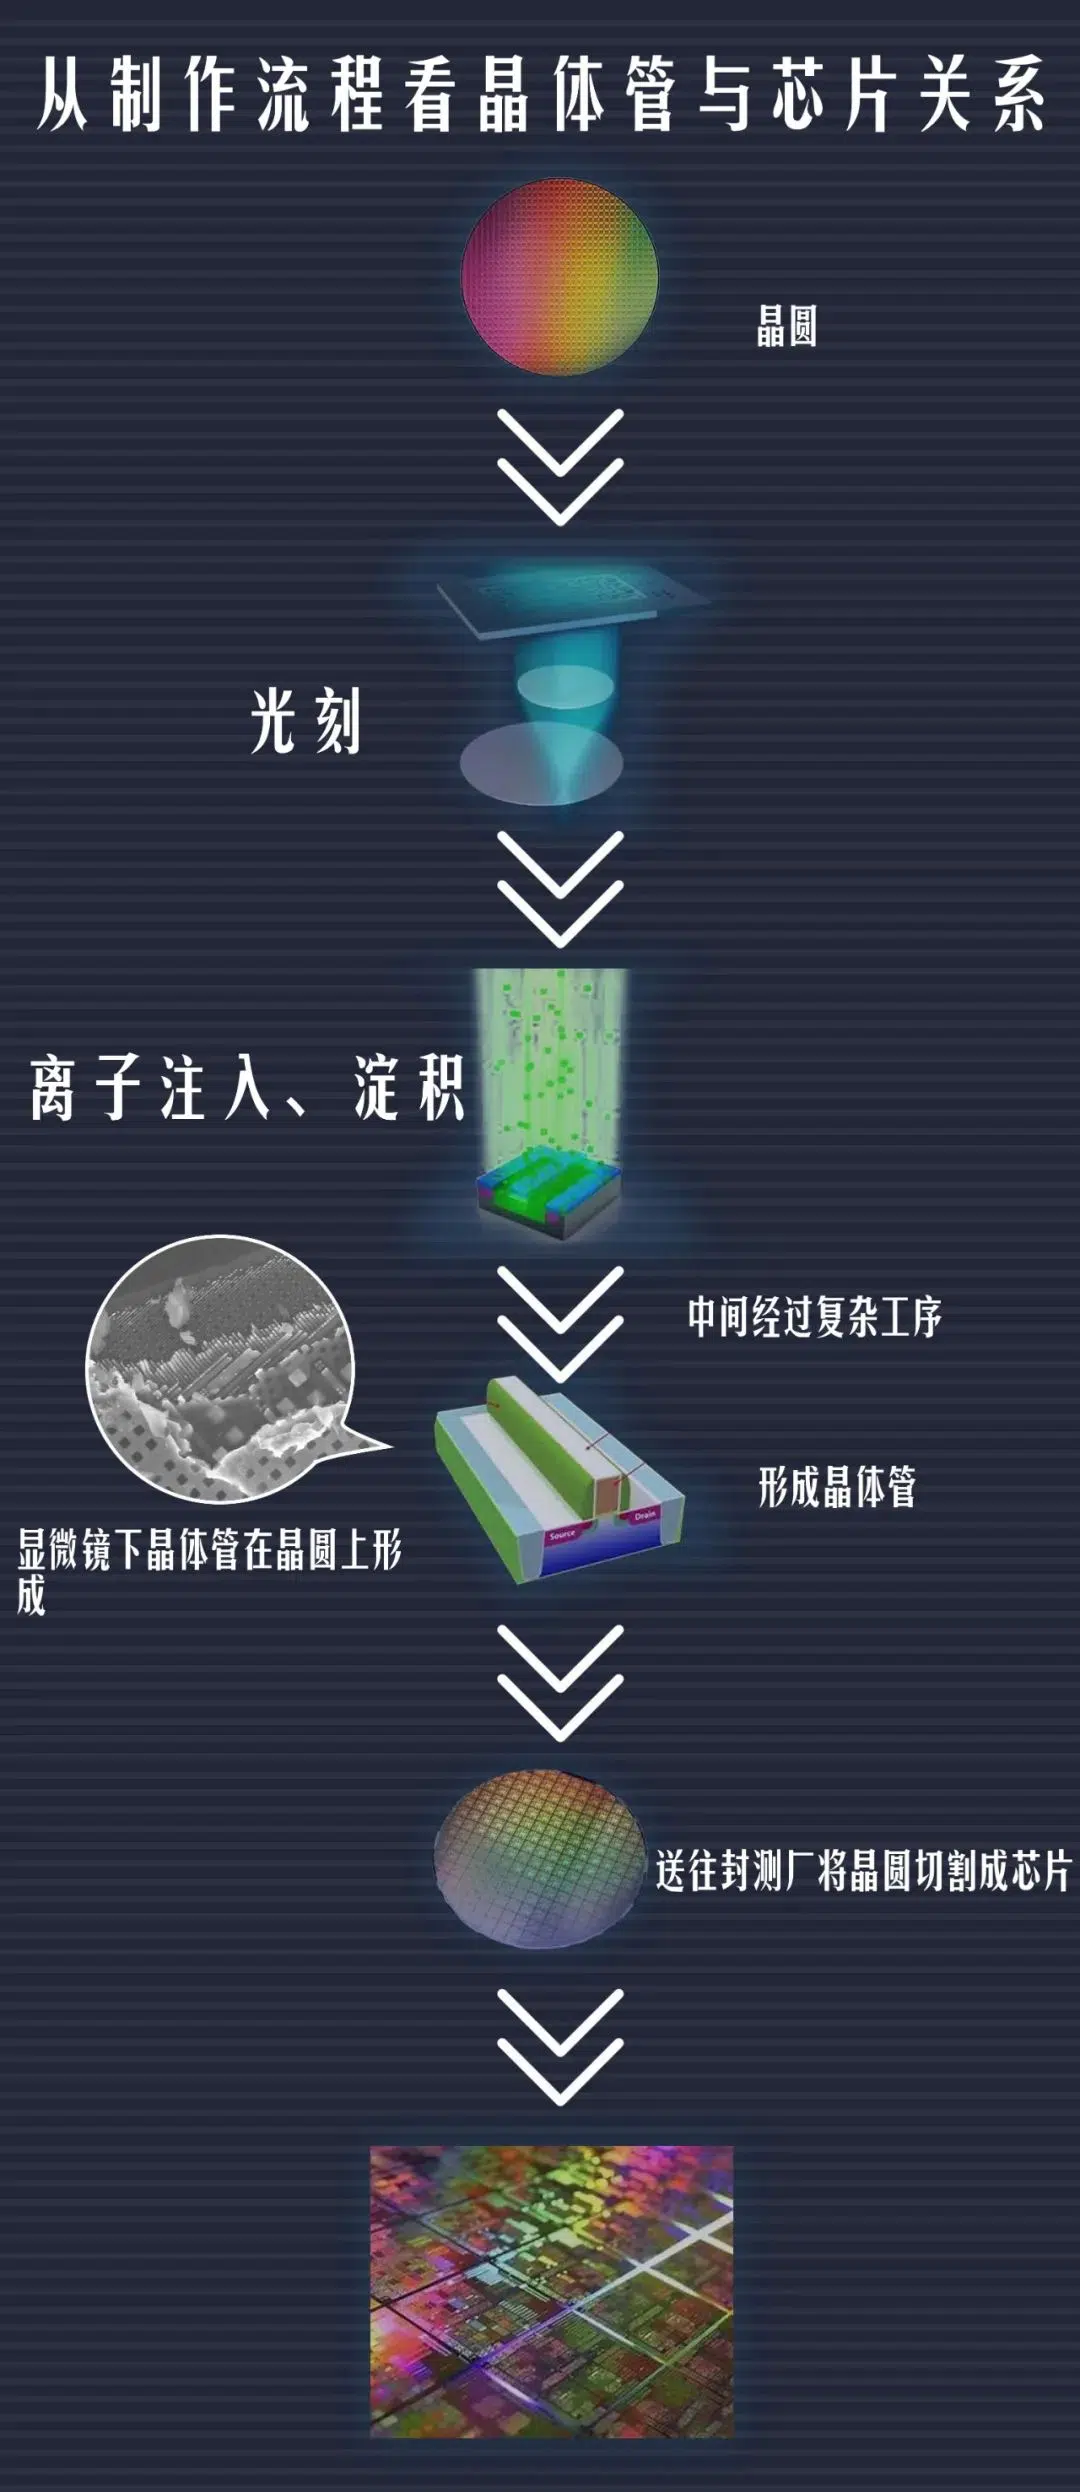 从制作流程看晶体管与芯片关系
晶圆
光刻
离子注入、淀积
中间经过复杂工序
形成晶体管
Source
Drain
显微镜下晶体管在晶圆上形
成
送往封测厂将晶圆切割成芯片